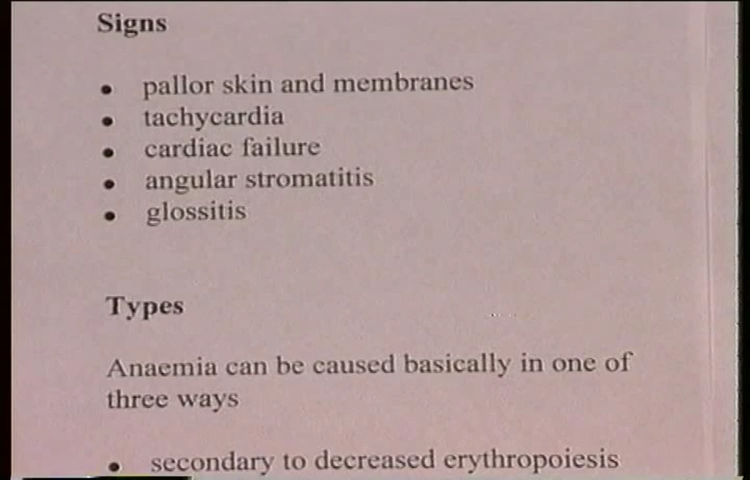 Signs
• pallor skin and membranes
• tachycardia
• cardiac failure
• angular stromatitis
• glossitis
Types
Anaemia can be caused basically in one of
three ways
• secondary to decreased erythropoiesis